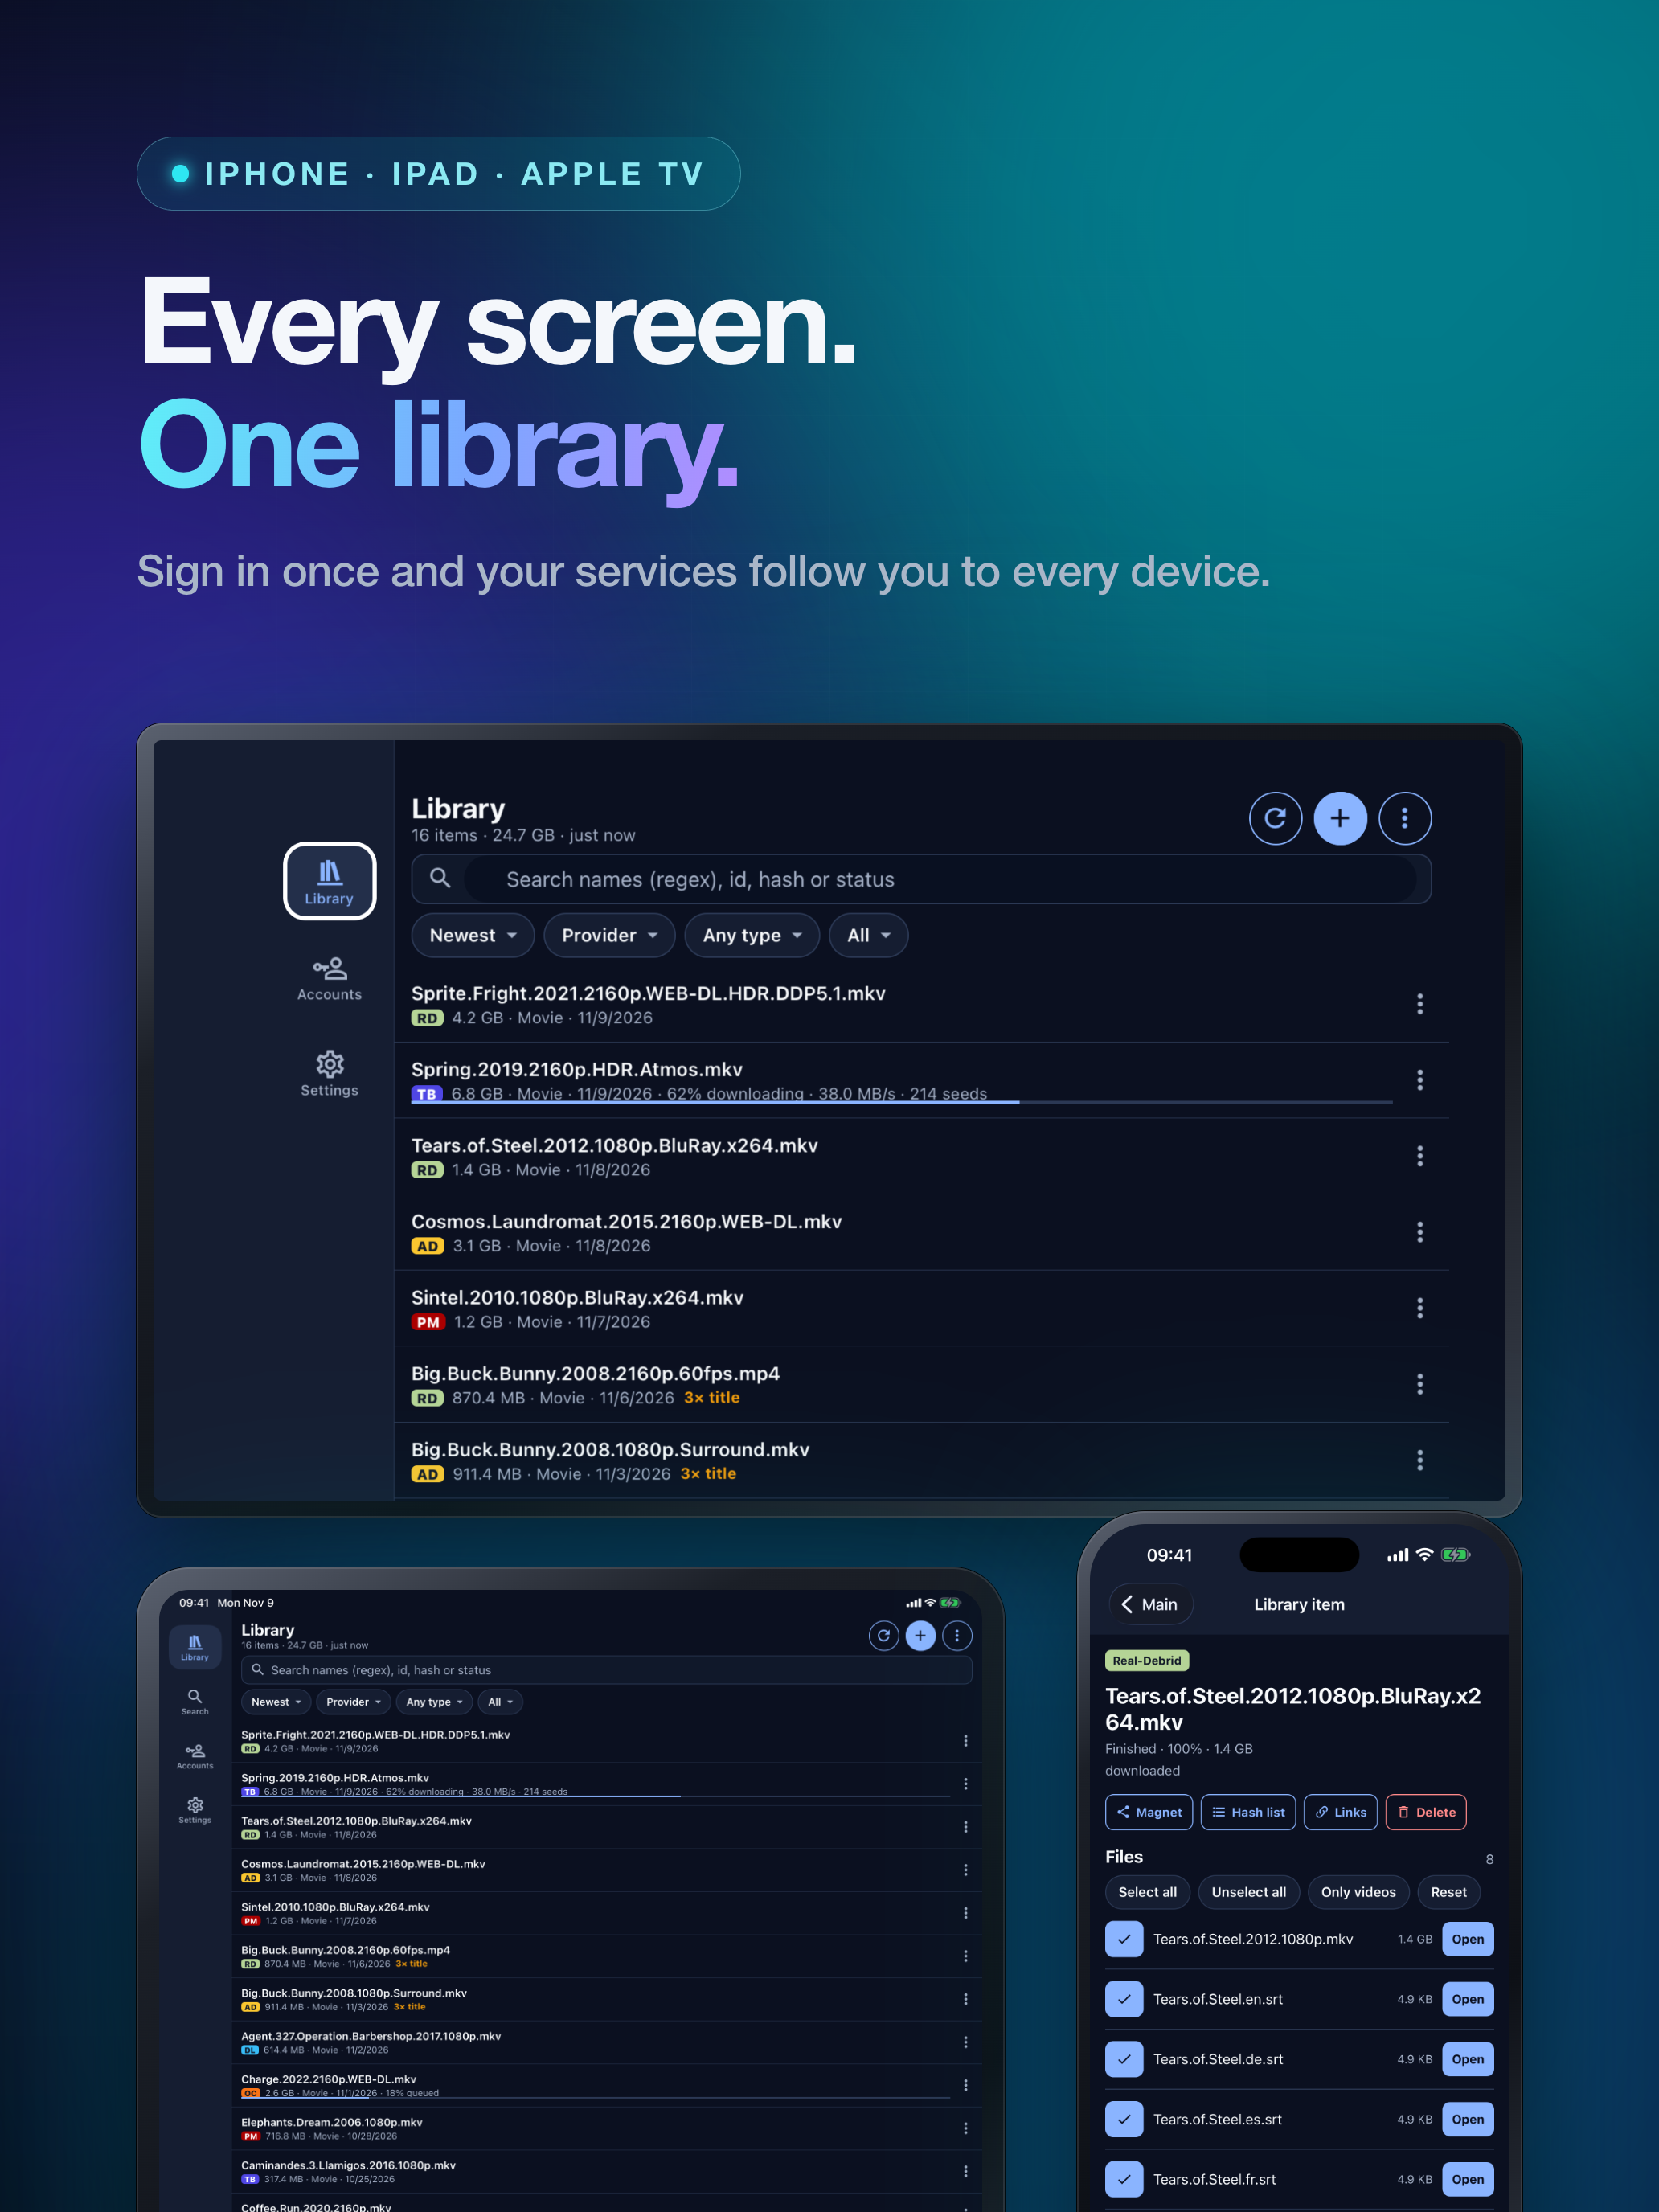 IPHONE · IPAD · APPLE TV
Every screen.
One library.
Sign in once and your services follow you to every device.
Library
16 items · 24.7 GB · just now
Search names (regex), id, hash or status
Newest
Provider
Any type
All
Library
Accounts
Settings
Sprite.Fright.2021.2160p.WEB-DL.HDR.DDP5.1.mkv
RD 4.2 GB · Movie · 11/9/2026
Spring.2019.2160p.HDR.Atmos.mkv
TB 6.8 GB · Movie · 11/9/2026 · 62% downloading · 38.0 MB/s · 214 seeds
Tears.of.Steel.2012.1080p.BluRay.x264.mkv
RD 1.4 GB · Movie · 11/8/2026
Cosmos.Laundromat.2015.2160p.WEB-DL.mkv
AD 3.1 GB · Movie · 11/8/2026
Sintel.2010.1080p.BluRay.x264.mkv
PM 1.2 GB · Movie · 11/7/2026
Big.Buck.Bunny.2008.2160p.60fps.mp4
RD 870.4 MB · Movie · 11/6/2026 3× title
Big.Buck.Bunny.2008.1080p.Surround.mkv
AD 911.4 MB · Movie · 11/3/2026 3× title
09:41 Mon Nov 9
Library
Search
Accounts
Settings
Library
16 items · 24.7 GB · just now
Search names (regex), id, hash or status
Newest
Provider
Any type
All
Sprite.Fright.2021.2160p.WEB-DL.HDR.DDP5.1.mkv
RD 4.2 GB · Movie · 11/9/2026
Spring.2019.2160p.HDR.Atmos.mkv
TB 6.8 GB · Movie · 11/9/2026 · 62% downloading · 38.0 MB/s · 214 seeds
Tears.of.Steel.2012.1080p.BluRay.x264.mkv
RD 1.4 GB · Movie · 11/8/2026
Cosmos.Laundromat.2015.2160p.WEB-DL.mkv
AD 3.1 GB · Movie · 11/8/2026
Sintel.2010.1080p.BluRay.x264.mkv
PM 1.2 GB · Movie · 11/7/2026
Big.Buck.Bunny.2008.2160p.60fps.mp4
RD 870.4 MB · Movie · 11/6/2026 3× title
Big.Buck.Bunny.2008.1080p.Surround.mkv
AD 911.4 MB · Movie · 11/3/2026 3× title
Agent.327.Operation.Barbershop.2017.1080p.mkv
DL 614.4 MB · Movie · 11/2/2026
Charge.2022.2160p.WEB-DL.mkv
OC 2.6 GB · Movie · 11/1/2026 · 18% queued
Elephants.Dream.2006.1080p.mkv
PM 716.8 MB · Movie · 10/28/2026
Caminandes.3.Llamigos.2016.1080p.mkv
TB 317.4 MB · Movie · 10/25/2026
Coffee.Run.2020.2160p.mkv
09:41
Main
Library item
Real-Debrid
Tears.of.Steel.2012.1080p.BluRay.x2
64.mkv
Finished · 100% · 1.4 GB
downloaded
Magnet
Hash list
Links
Delete
Files 8
Select all
Unselect all
Only videos
Reset
Tears.of.Steel.2012.1080p.mkv 1.4 GB Open
Tears.of.Steel.en.srt 4.9 KB Open
Tears.of.Steel.de.srt 4.9 KB Open
Tears.of.Steel.es.srt 4.9 KB Open
Tears.of.Steel.fr.srt 4.9 KB Open